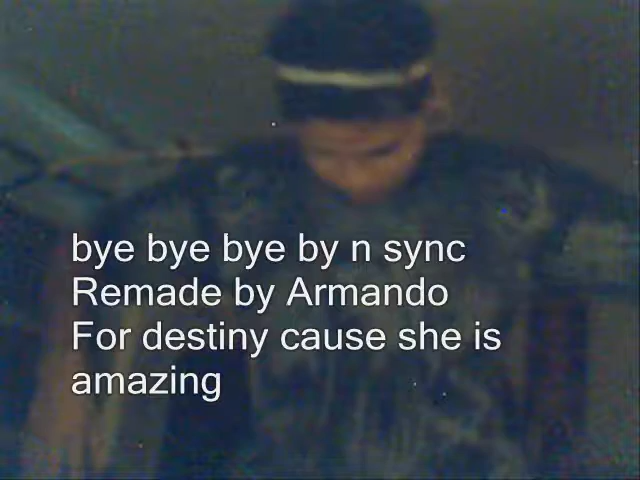 bye bye bye by n sync
Remade by Armando
For destiny cause she is
amazing